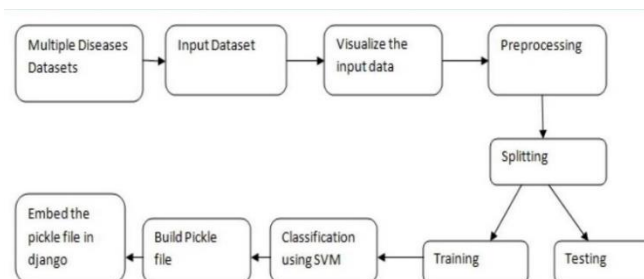 Multiple Diseases
Datasets
Input Dataset
Visualize the
input data
Preprocessing
Splitting
Embed the
pickle file in
django
Build Pickle
file
Classification
using SVM
Training
Testing